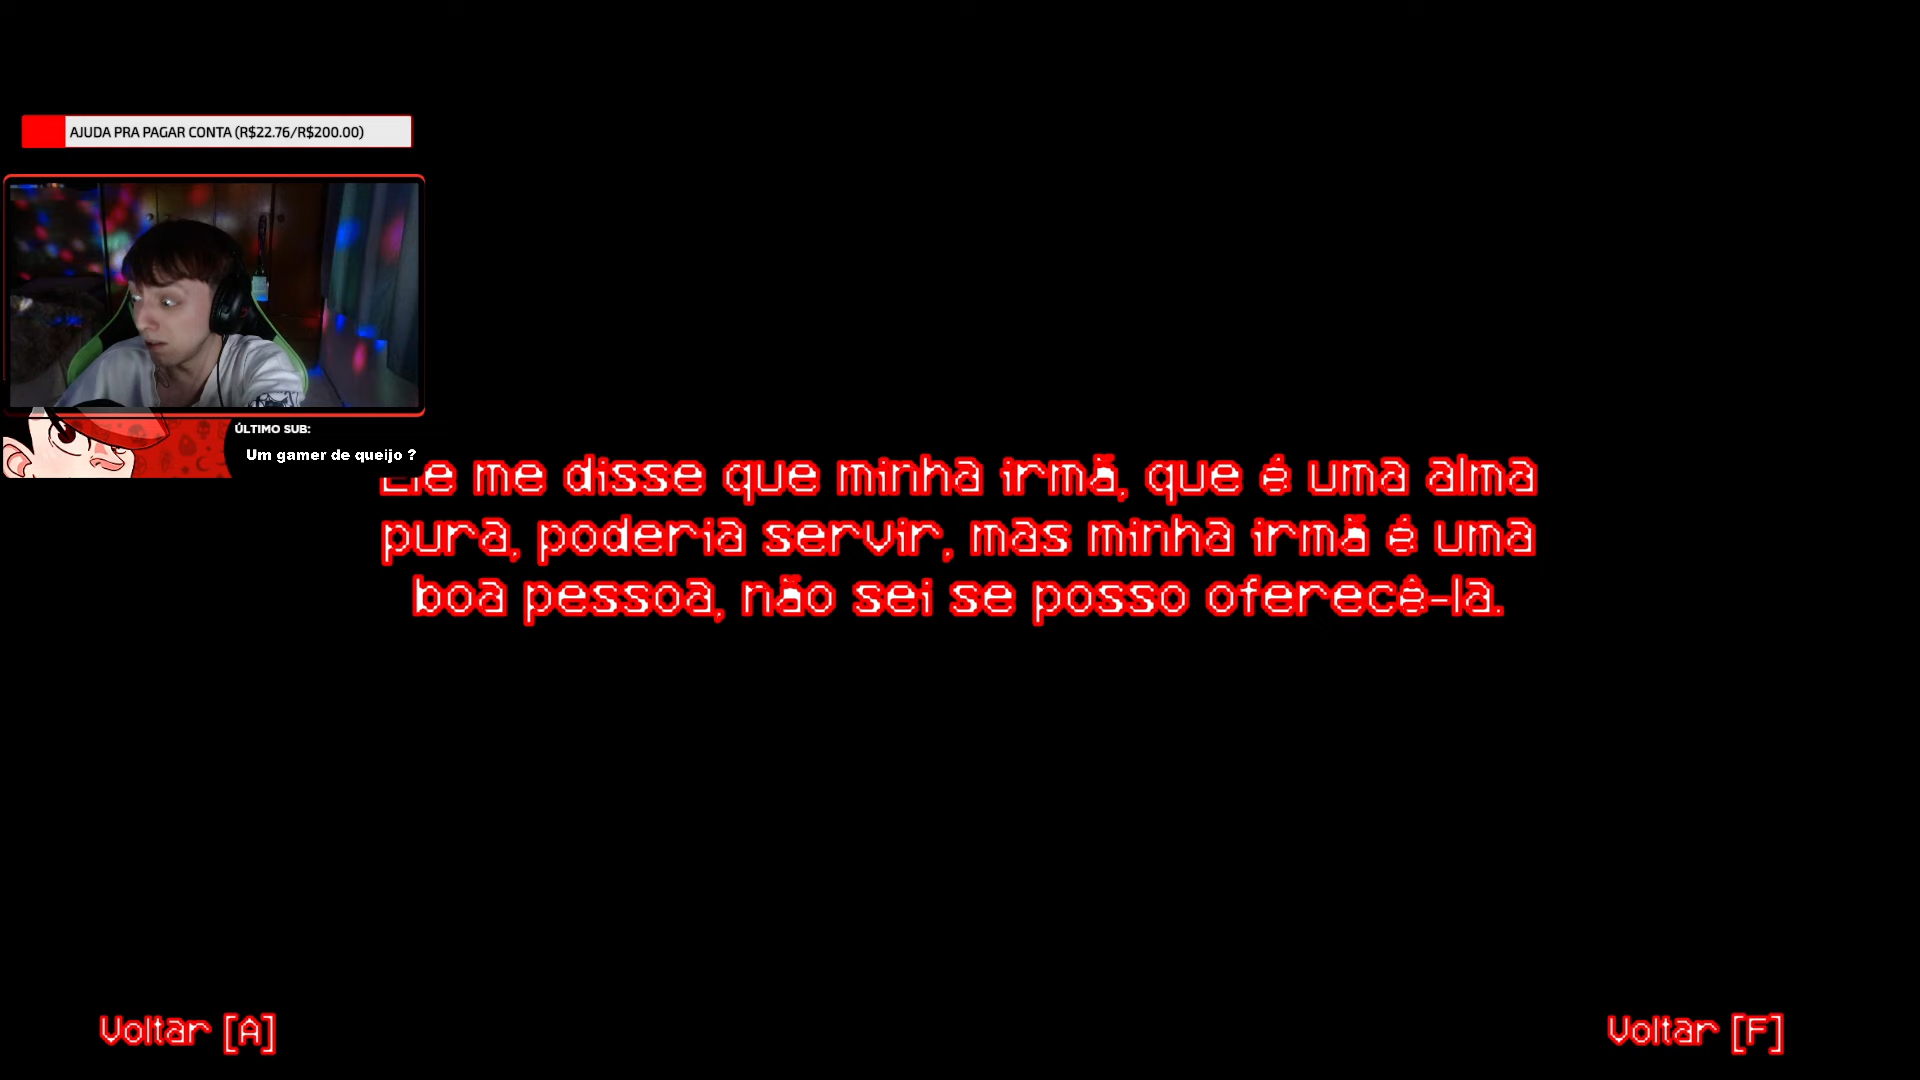 AJUDA PRA PAGAR CONTA (R$22.76/R$200.00)
ÚLTIMO SUB:
Um gamer de queijo ?
Ele me disse que minha irmã, que é uma alma
pura, poderia servir, mas minha irmã é uma
boa pessoa, não sei se posso oferecê-la.
Voltar [A]
Voltar [F]